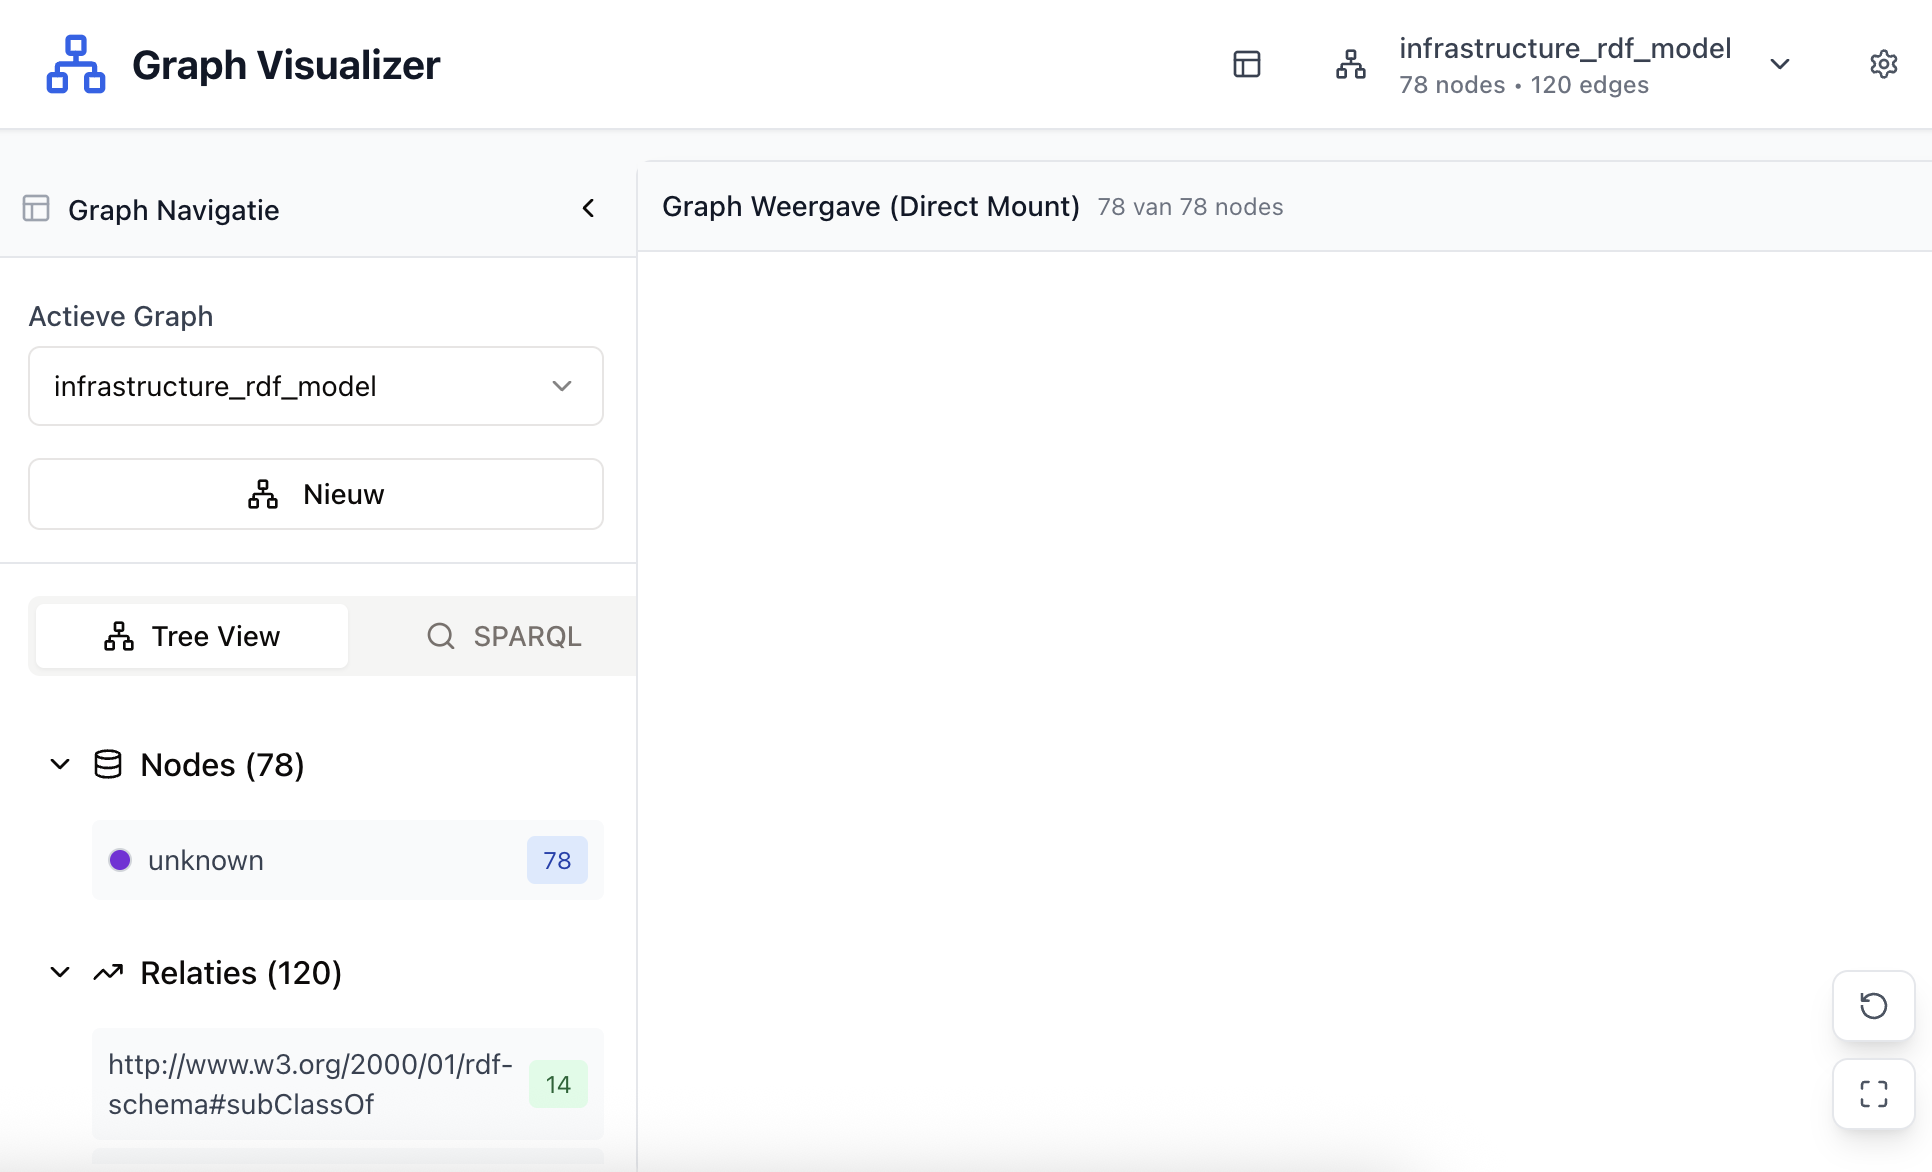 Graph Visualizer
infrastructure_rdf_model
78 nodes • 120 edges
Graph Navigatie
Graph Weergave (Direct Mount) 78 van 78 nodes
Actieve Graph
infrastructure_rdf_model
Nieuw
Tree View
SPARQL
Nodes (78)
unknown 78
Relaties (120)
http://www.w3.org/2000/01/rdf-
schema#subClassOf
14